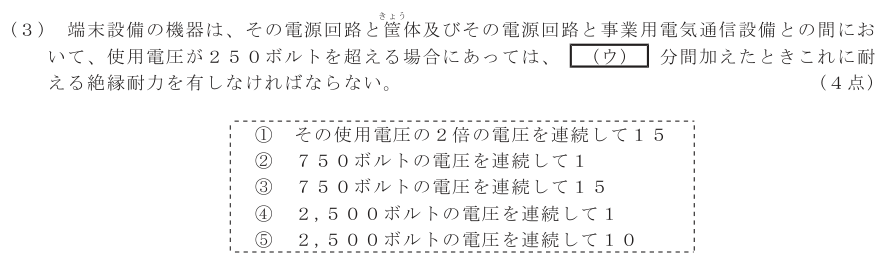 （３） 端末設備の機器は、その電源回路と筐体及びその電源回路と事業用電気通信設備との間にお
きょう
いて、使用電圧が２５０ボルトを超える場合にあっては、 （ウ） 分間加えたときこれに耐
える絶縁耐力を有しなければならない。 （４点）
① その使用電圧の２倍の電圧を連続して１５
② ７５０ボルトの電圧を連続して１
③ ７５０ボルトの電圧を連続して１５
④ ２,５００ボルトの電圧を連続して１
⑤ ２,５００ボルトの電圧を連続して１０